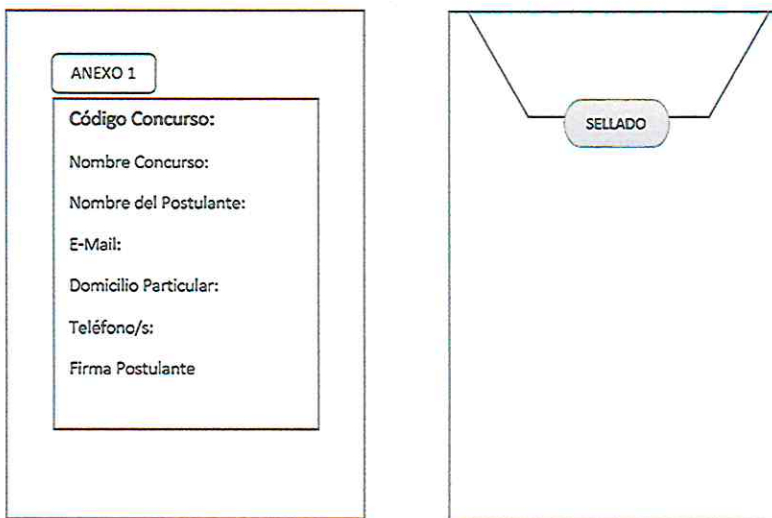 ANEXO 1
Código Concurso:
Nombre Concurso:
Nombre del Postulante:
E-Mail:
Domicilio Particular:
Teléfono/s:
Firma Postulante
SELLADO